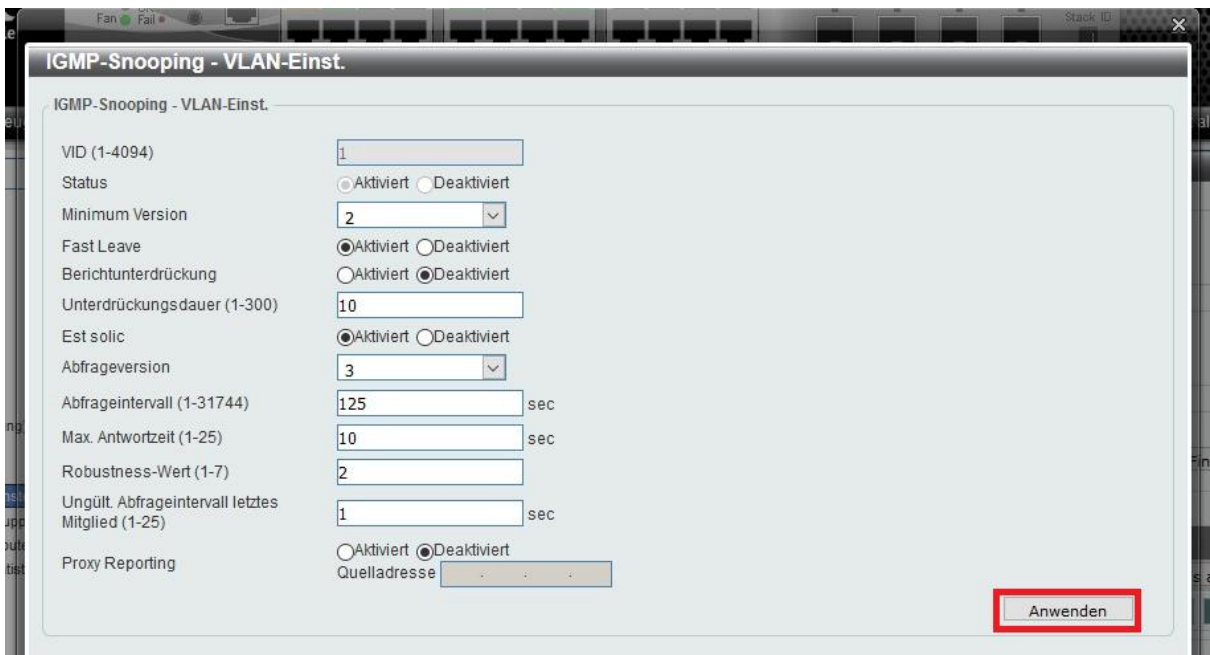 Fan Fail
Stack ID
IGMP-Snooping - VLAN-Einst.
IGMP-Snooping - VLAN-Einst.
VID (1-4094) 1
Status Aktiviert Deaktiviert
Minimum Version 2
Fast Leave Aktiviert Deaktiviert
Berichtunterdrückung Aktiviert Deaktiviert
Unterdrückungsdauer (1-300) 10
Est solic Aktiviert Deaktiviert
Abfrageversion 3
Abfrageintervall (1-31744) 125 sec
Max. Antwortzeit (1-25) 10 sec
Robustness-Wert (1-7) 2
Ungült. Abfrageintervall letztes
Mitglied (1-25) 1 sec
Proxy Reporting Aktiviert Deaktiviert
Quelladresse . . .
Anwenden